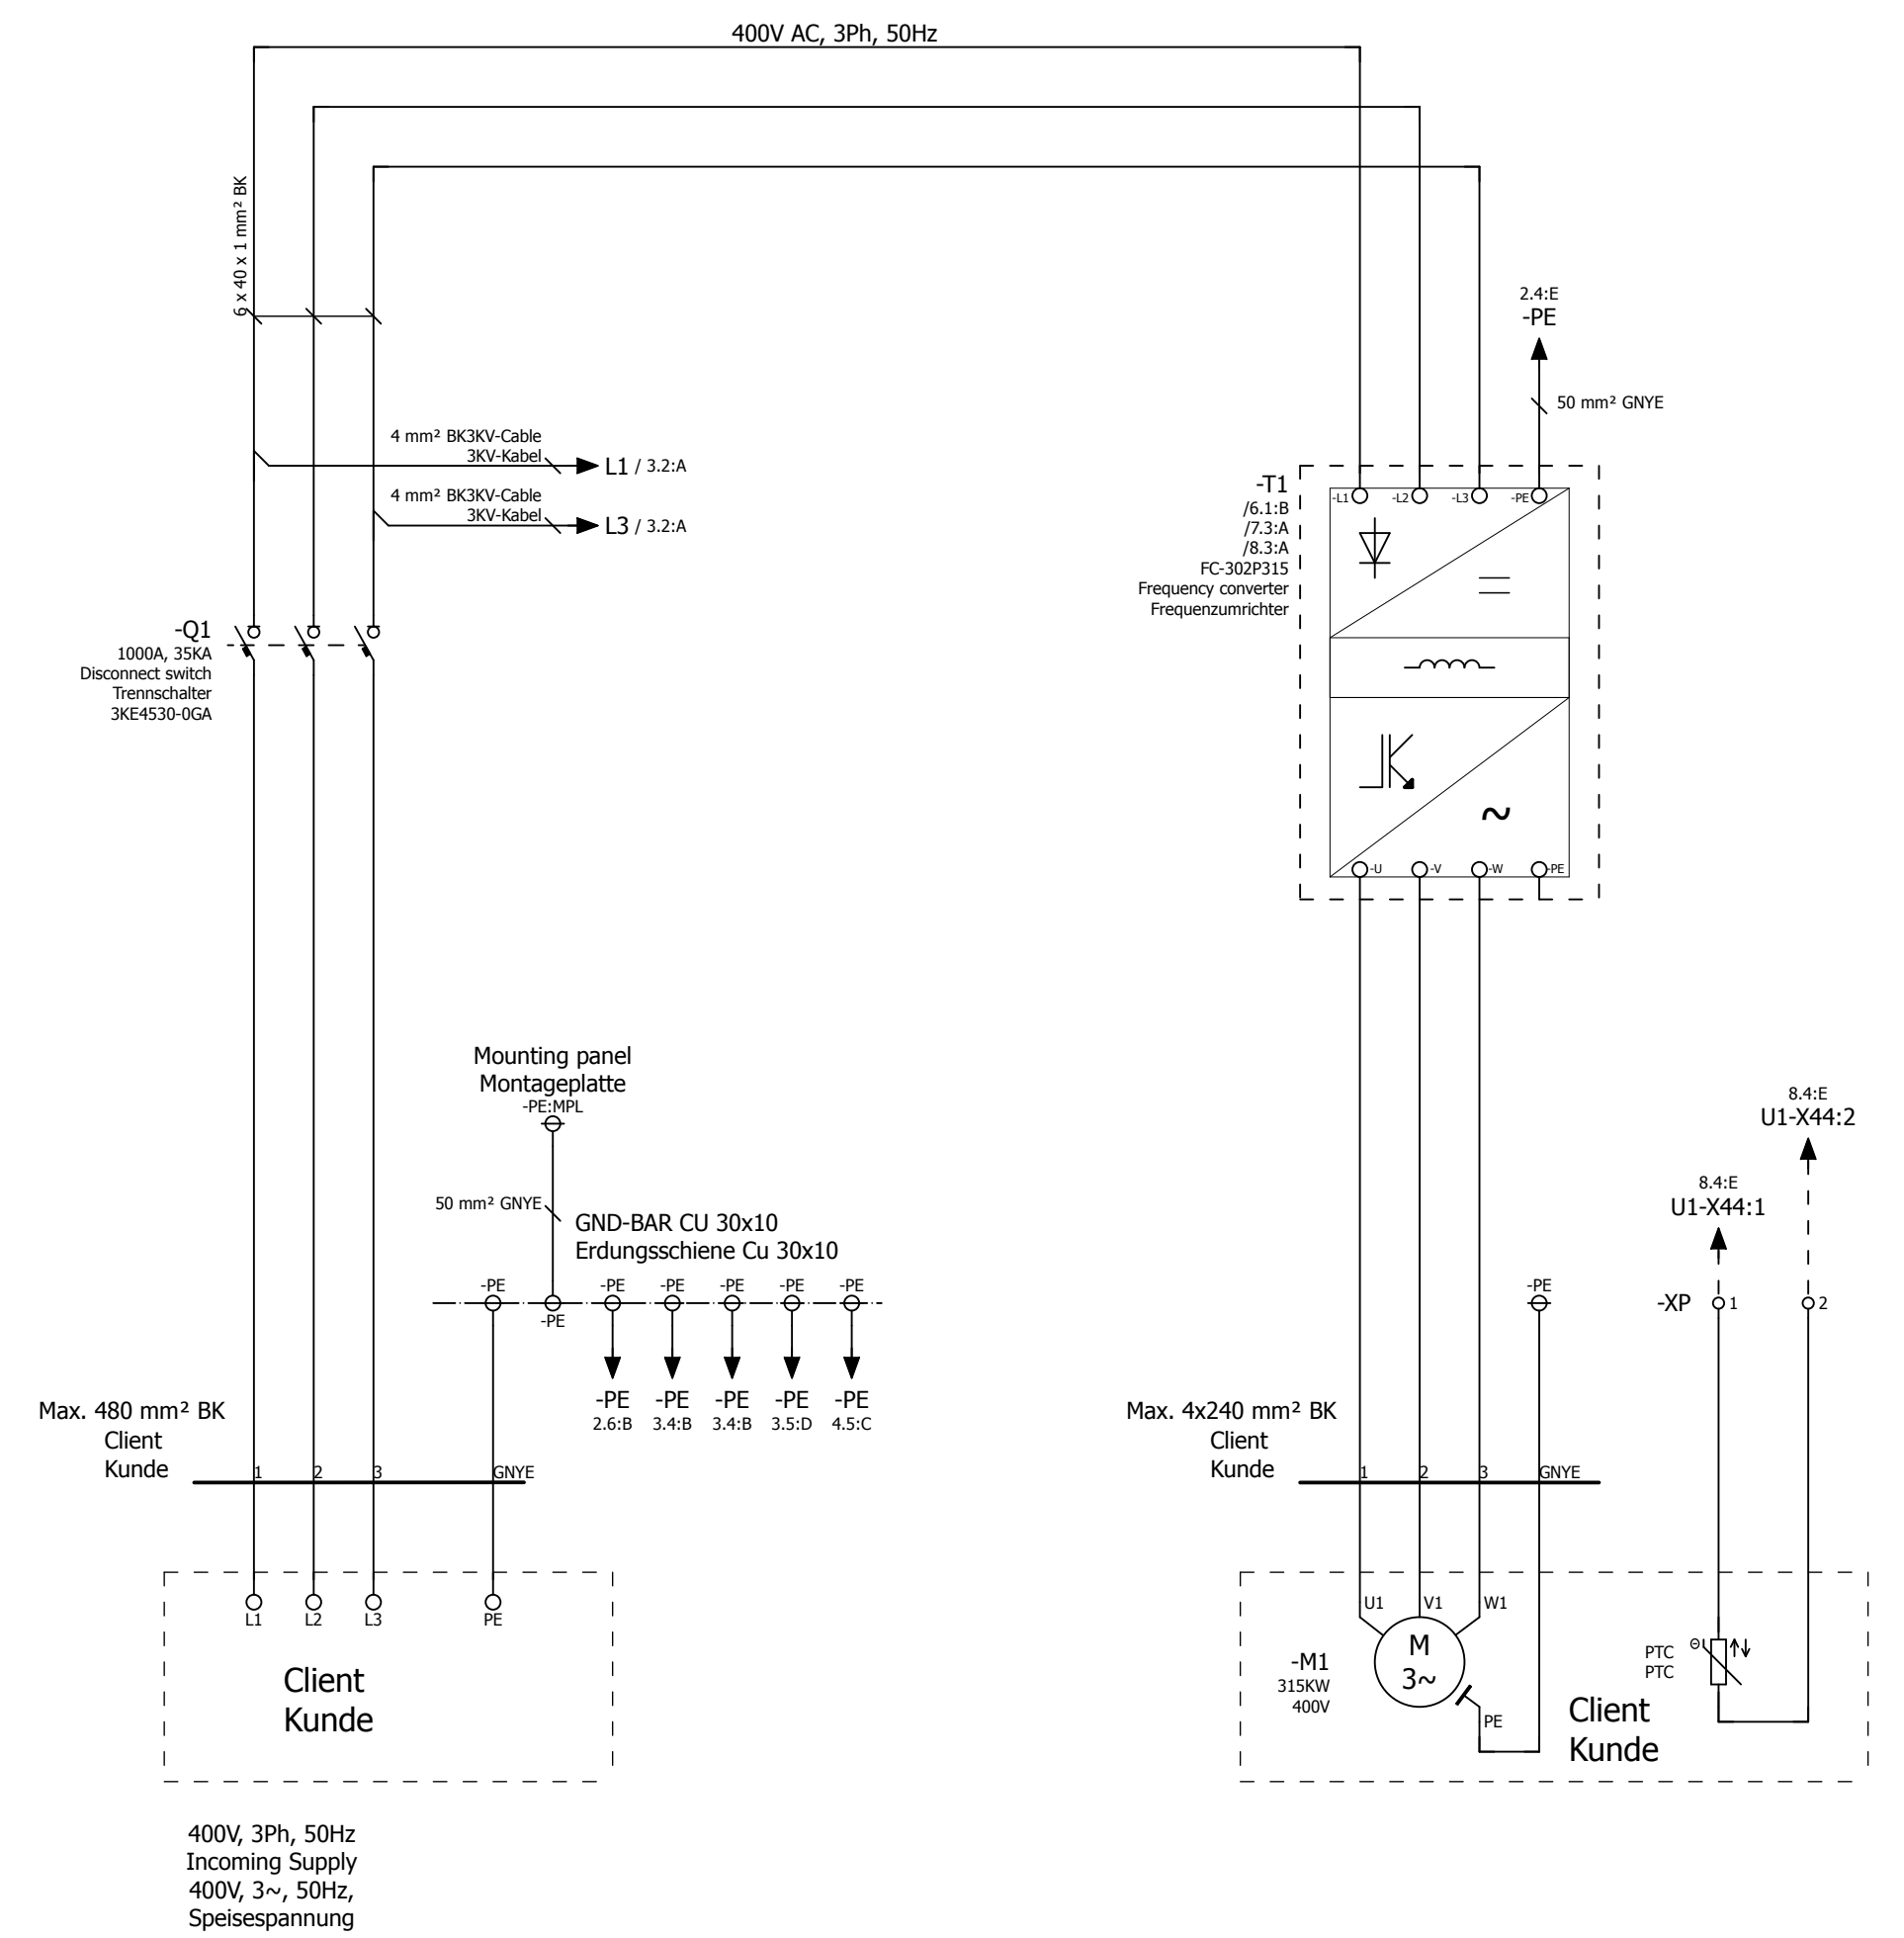 400V AC, 3Ph, 50Hz
6 x 40 x 1 mm² BK
2.4:E
-PE
50 mm² GNYE
4 mm² BK3KV-Cable
3KV-Kabel
L1 / 3.2:A
4 mm² BK3KV-Cable
3KV-Kabel
L3 / 3.2:A
-T1
/6.1:B
/7.3:A
/8.3:A
FC-302P315
Frequency converter
Frequenzumrichter
-L1 -L2 -L3 -PE
~
-U -V -W -PE
-Q1
1000A, 35KA
Disconnect switch
Trennschalter
3KE4530-0GA
Mounting panel
Montageplatte
-PE:MPL
50 mm² GNYE
GND-BAR CU 30x10
Erdungsschiene Cu 30x10
-PE -PE -PE -PE -PE -PE
-PE
-PE -PE -PE -PE -PE
2.6:B 3.4:B 3.4:B 3.5:D 4.5:C
8.4:E
U1-X44:2
8.4:E
U1-X44:1
-PE
-XP 1 2
Max. 480 mm² BK
Client
Kunde
1 2 3 GNYE
Max. 4x240 mm² BK
Client
Kunde
1 2 3 GNYE
L1 L2 L3 PE
Client
Kunde
U1 V1 W1
M
3~
-M1
315KW
400V
PE
PTC
PTC
Θ
Client
Kunde
400V, 3Ph, 50Hz
Incoming Supply
400V, 3~, 50Hz,
Speisespannung